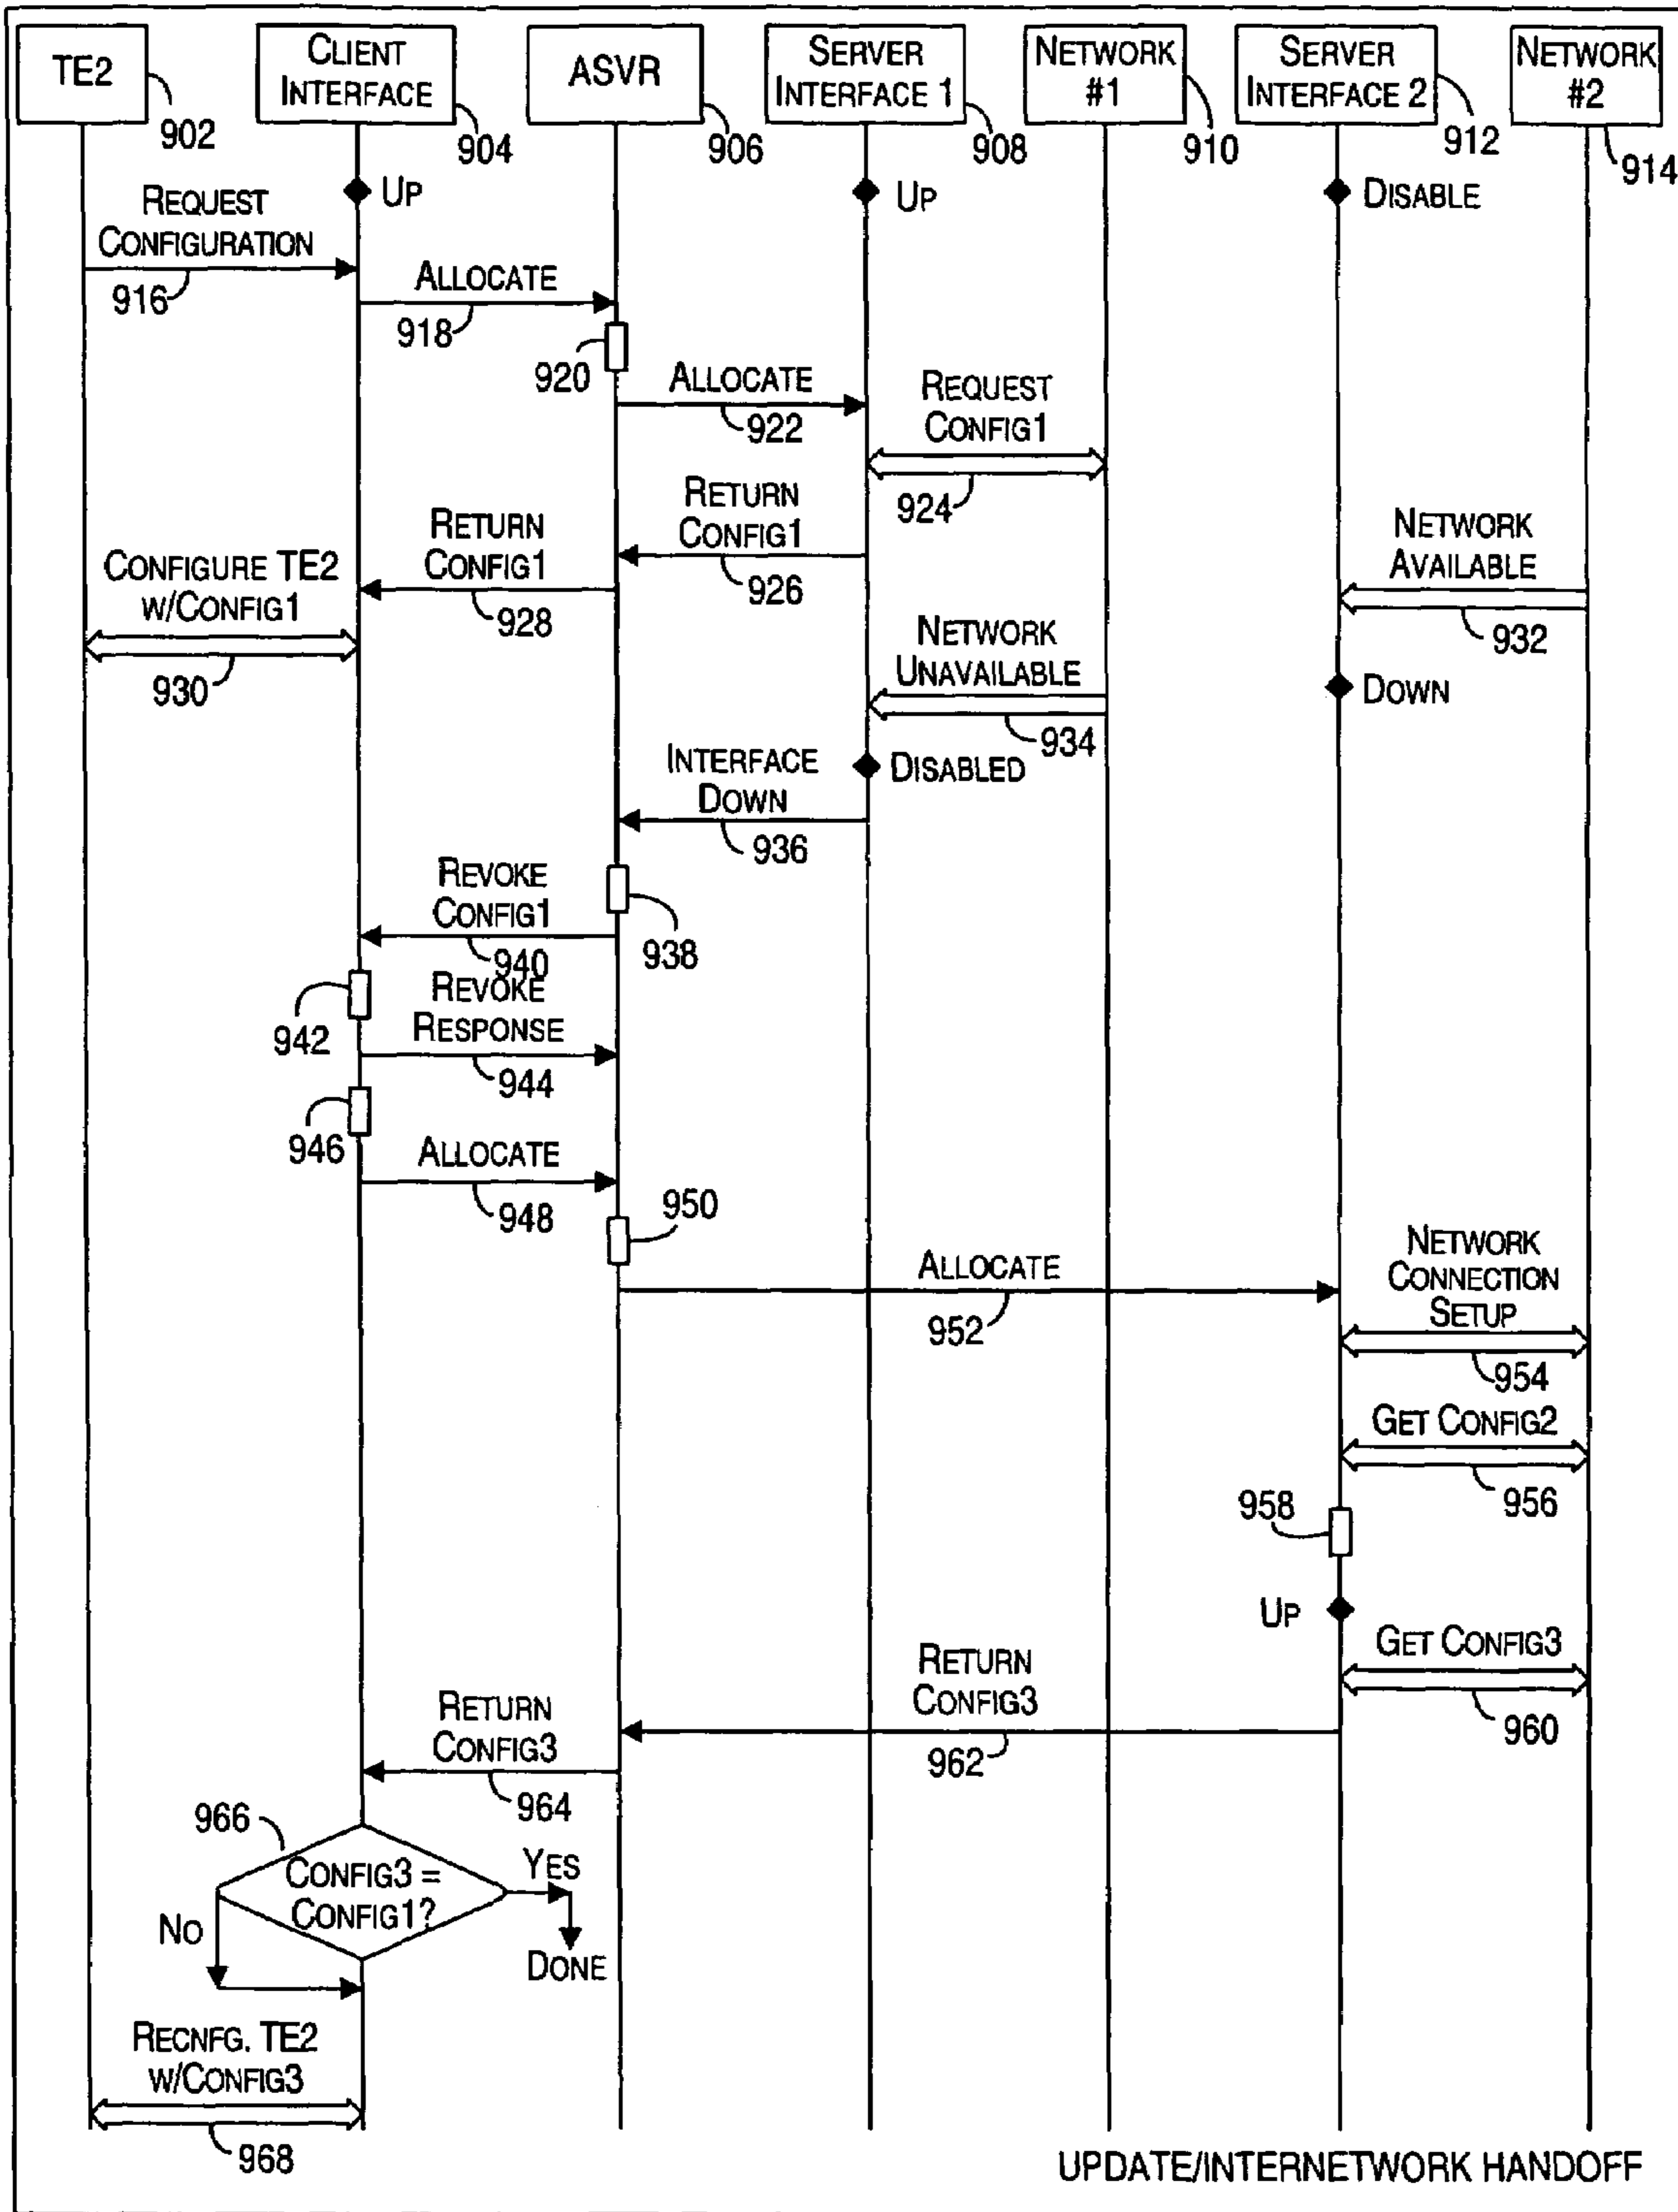 TE2
902
CLIENT
INTERFACE
904
ASVR
906
SERVER
INTERFACE 1
908
NETWORK
#1
910
SERVER
INTERFACE 2
912
NETWORK
#2
914
UP
UP
DISABLE
REQUEST
CONFIGURATION
916
ALLOCATE
918
920
ALLOCATE
922
REQUEST
CONFIG1
924
RETURN
CONFIG1
926
RETURN
CONFIG1
928
CONFIGURE TE2
W/CONFIG1
930
NETWORK
AVAILABLE
932
DOWN
NETWORK
UNAVAILABLE
934
DISABLED
INTERFACE
DOWN
936
938
REVOKE
CONFIG1
940
942
REVOKE
RESPONSE
944
946
ALLOCATE
948
950
ALLOCATE
952
NETWORK
CONNECTION
SETUP
954
GET CONFIG2
956
958
UP
GET CONFIG3
960
RETURN
CONFIG3
962
RETURN
CONFIG3
964
966
CONFIG3 =
CONFIG1?
YES
DONE
NO
RECNFG. TE2
W/CONFIG3
968
UPDATE/INTERNETWORK HANDOFF